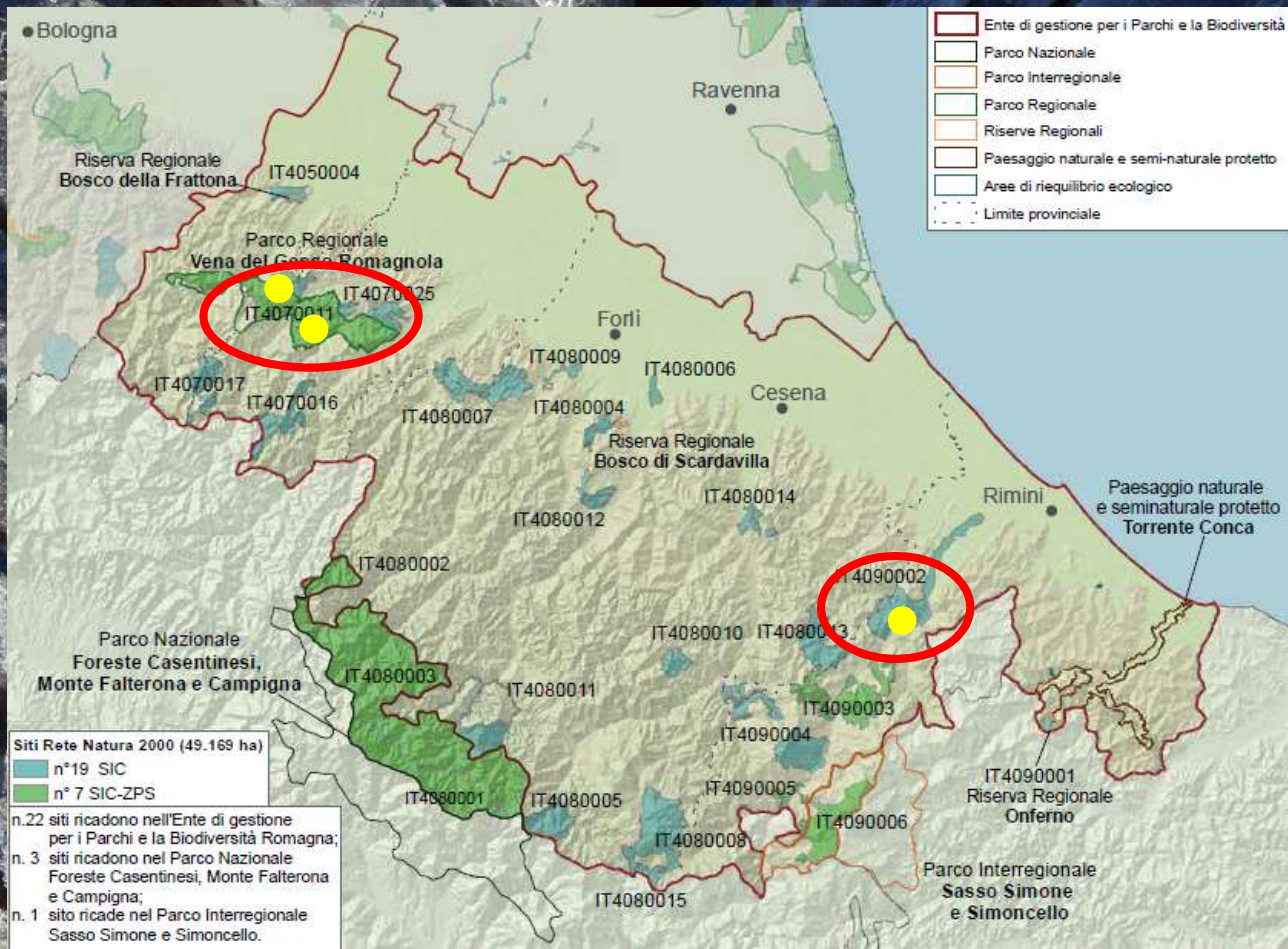 Bologna
Ravenna
Ente di gestione per i Parchi e la Biodiversità
Parco Nazionale
Parco Interregionale
Parco Regionale
Riserve Regionali
Paesaggio naturale e semi-naturale protetto
Aree di riequilibrio ecologico
Limite provinciale
Riserva Regionale
Bosco della Frattona
IT4050004
Parco Regionale
Vena del Gesso Romagnola
IT4070025
IT4070011
Forlì
IT4080009
IT4080006
IT4070017
IT4070016
IT4080007
IT4080004
Cesena
Riserva Regionale
Bosco di Scardavilla
IT4080014
IT4080012
Rimini
Paesaggio naturale
e seminaturale protetto
Torrente Conca
IT4080002
IT4090002
IT4080010
IT4080013
Parco Nazionale
Foreste Casentinesi,
Monte Falterona e Campigna
IT4080003
IT4080011
IT4090003
IT4090004
IT4090001
Riserva Regionale
Onferno
IT4080001
IT4080005
IT4090005
IT4080008
IT4090006
IT4080015
Parco Interregionale
Sasso Simone
e Simoncello
Siti Rete Natura 2000 (49.169 ha)
n°19 SIC
n° 7 SIC-ZPS
n.22 siti ricadono nell'Ente di gestione
per i Parchi e la Biodiversità Romagna;
n. 3 siti ricadono nel Parco Nazionale
Foreste Casentinesi, Monte Falterona
e Campigna;
n. 1 sito ricade nel Parco Interregionale
Sasso Simone e Simoncello.